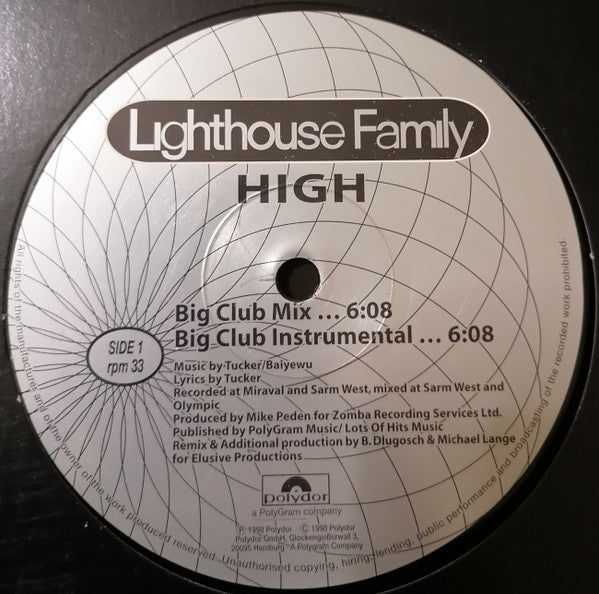 Lighthouse Family
HIGH
Big Club Mix ... 6:08
Big Club Instrumental ... 6:08
SIDE 1
rpm 33
Music by Tucker/Baiyewu
Lyrics by Tucker
Recorded at Miraval and Sarm West, mixed at Sarm West and
Olympic
Produced by Mike Peden for Zomba Recording Services Ltd.
Published by PolyGram Music/ Lots Of Hits Music
Remix & Additional production by B. Dlugosch & Michael Lange
for Elusive Productions
polydor
a PolyGram company
℗ 1998 Polydor · © 1998 Polydor
Polydor GmbH, Glockengießerwall 3,
20095 Hamburg · A Polygram Company
All rights of the manufacturer and of the owner of the work produced reserved. Unauthorised copying, hiring, lending, public performance and broadcasting of the recorded work prohibited.